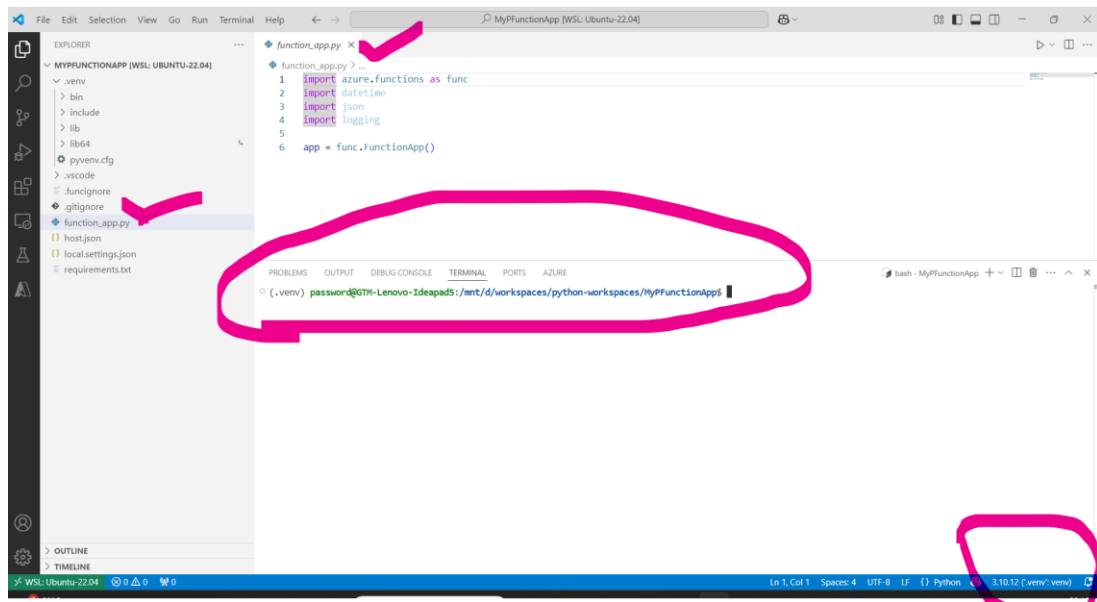 File Edit Selection View Go Run Terminal Help
MyPFunctionApp [WSL: Ubuntu-22.04]
EXPLORER
MYPFUNCTIONAPP [WSL: UBUNTU-22.04]
.venv
bin
include
lib
lib64
pyvenv.cfg
.vscode
.funcignore
.gitignore
function_app.py
host.json
local.settings.json
requirements.txt
OUTLINE
TIMELINE
function_app.py
function_app.py > ...
1 import azure.functions as func
2 import datetime
3 import json
4 import logging
5
6 app = func.FunctionApp()
PROBLEMS OUTPUT DEBUG CONSOLE TERMINAL PORTS AZURE
bash - MyPFunctionApp
(.venv) password@GTM-Lenovo-Ideapad5:/mnt/d/workspaces/python-workspaces/MyPFunctionApp$
WSL: Ubuntu-22.04 0 0 0 Ln 1, Col 1 Spaces: 4 UTF-8 LF {} Python 3.10.12 ('.venv': venv)